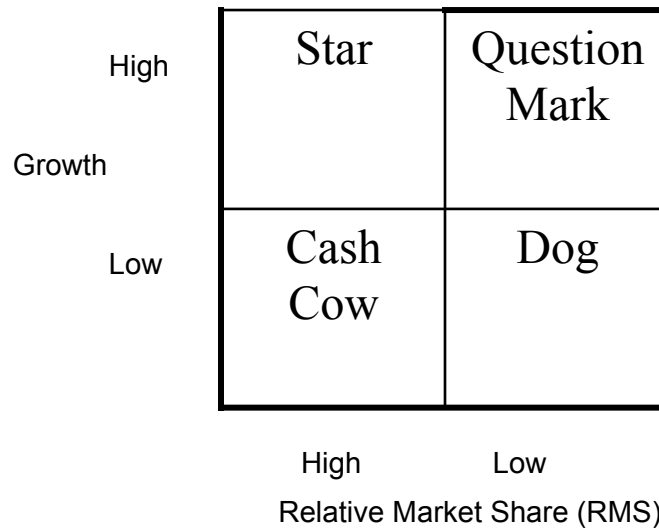 High
Star
Question
Mark
Growth
Low
Cash
Cow
Dog
High
Low
Relative Market Share (RMS)